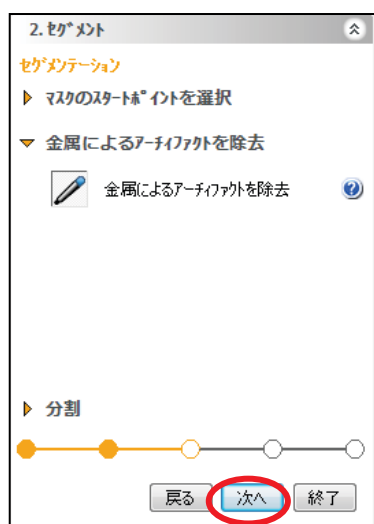 2. ｾｸﾞﾒﾝﾄ
ｾｸﾞﾒﾝﾃｰｼｮﾝ
ﾏｽｸのｽﾀｰﾄﾎﾟｲﾝﾄを選択
金属によるｱｰﾁｨﾌｧｸﾄを除去
金属によるｱｰﾁｨﾌｧｸﾄを除去
分割
戻る 次へ 終了